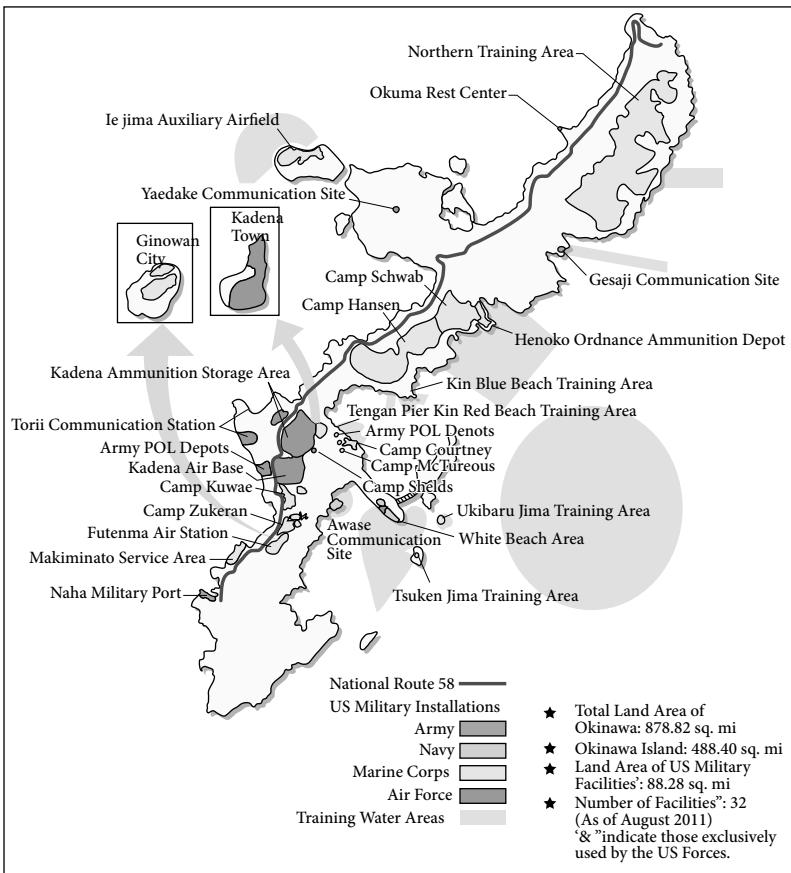 Northern Training Area
Okuma Rest Center
Ie jima Auxiliary Airfield
Yaedake Communication Site
Ginowan
City
Kadena
Town
Gesaji Communication Site
Camp Schwab
Camp Hansen
Henoko Ordnance Ammunition Depot
Kadena Ammunition Storage Area
Kin Blue Beach Training Area
Tengan Pier Kin Red Beach Training Area
Torii Communication Station
Army POL Denots
Army POL Depots
Camp Courtney
Kadena Air Base
Camp McTureous
Camp Kuwae
Camp Shelds
Camp Zukeran
Ukibaru Jima Training Area
Futenma Air Station
Awase
Communication
Site
White Beach Area
Makiminato Service Area
Naha Military Port
Tsuken Jima Training Area
National Route 58
US Military Installations
Army
Navy
Marine Corps
Air Force
Training Water Areas
★ Total Land Area of
Okinawa: 878.82 sq. mi
★ Okinawa Island: 488.40 sq. mi
★ Land Area of US Military
Facilities‘: 88.28 sq. mi
★ Number of Facilities”: 32
(As of August 2011)
‘& ”indicate those exclusively
used by the US Forces.